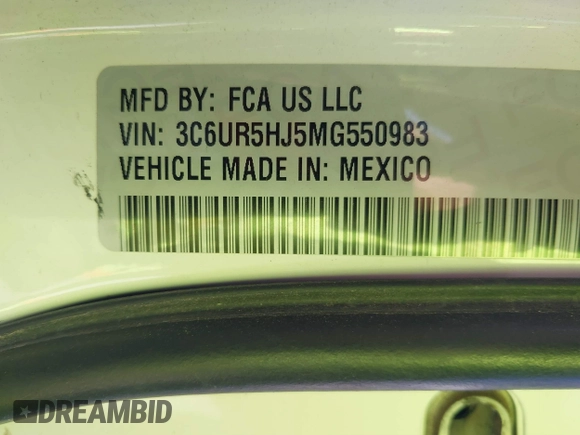 MFD BY: FCA US LLC
VIN: 3C6UR5HJ5MG550983
VEHICLE MADE IN: MEXICO
DREAMBID